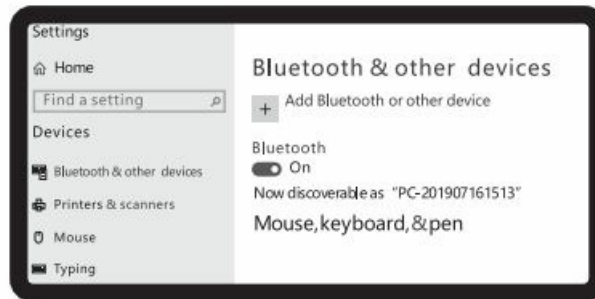 Settings
Home
Find a setting
Devices
Bluetooth & other devices
Printers & scanners
Mouse
Typing
Bluetooth & other devices
+ Add Bluetooth or other device
Bluetooth
On
Now discoverable as “PC-201907161513”
Mouse,keyboard,&pen